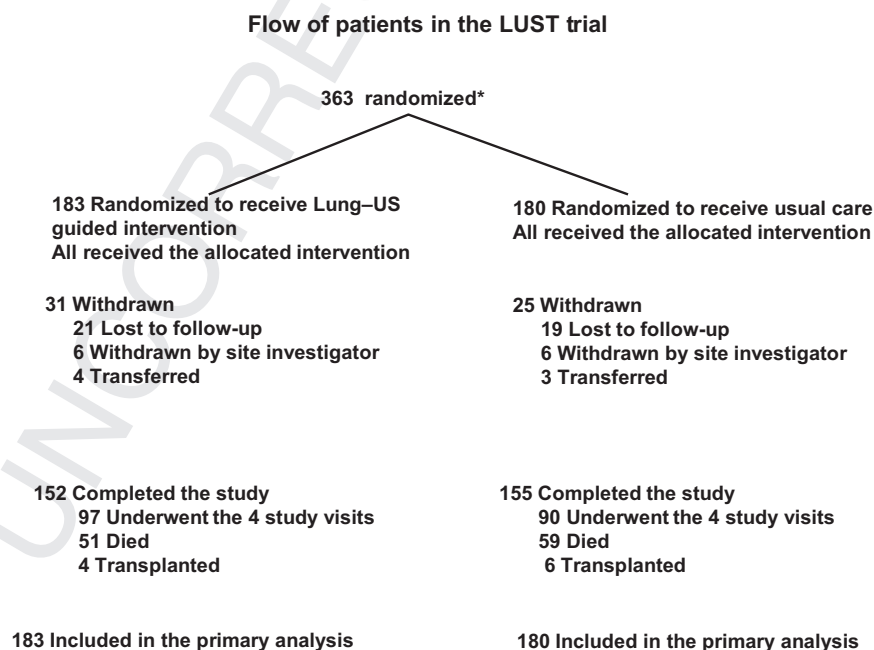 Flow of patients in the LUST trial
363 randomized*
183 Randomized to receive Lung–US
guided intervention
All received the allocated intervention
180 Randomized to receive usual care
All received the allocated intervention
31 Withdrawn
21 Lost to follow-up
6 Withdrawn by site investigator
4 Transferred
25 Withdrawn
19 Lost to follow-up
6 Withdrawn by site investigator
3 Transferred
152 Completed the study
97 Underwent the 4 study visits
51 Died
4 Transplanted
155 Completed the study
90 Underwent the 4 study visits
59 Died
6 Transplanted
183 Included in the primary analysis
180 Included in the primary analysis
UNCORRE